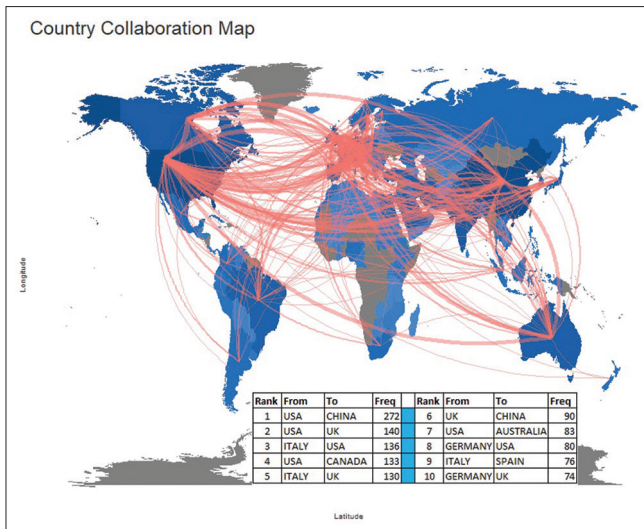 Country Collaboration Map
Longitude
Rank From To Freq Rank From To Freq
1 USA CHINA 272 6 UK CHINA 90
2 USA UK 140 7 USA AUSTRALIA 83
3 ITALY USA 136 8 GERMANY USA 80
4 USA CANADA 133 9 ITALY SPAIN 76
5 ITALY UK 130 10 GERMANY UK 74
Latitude